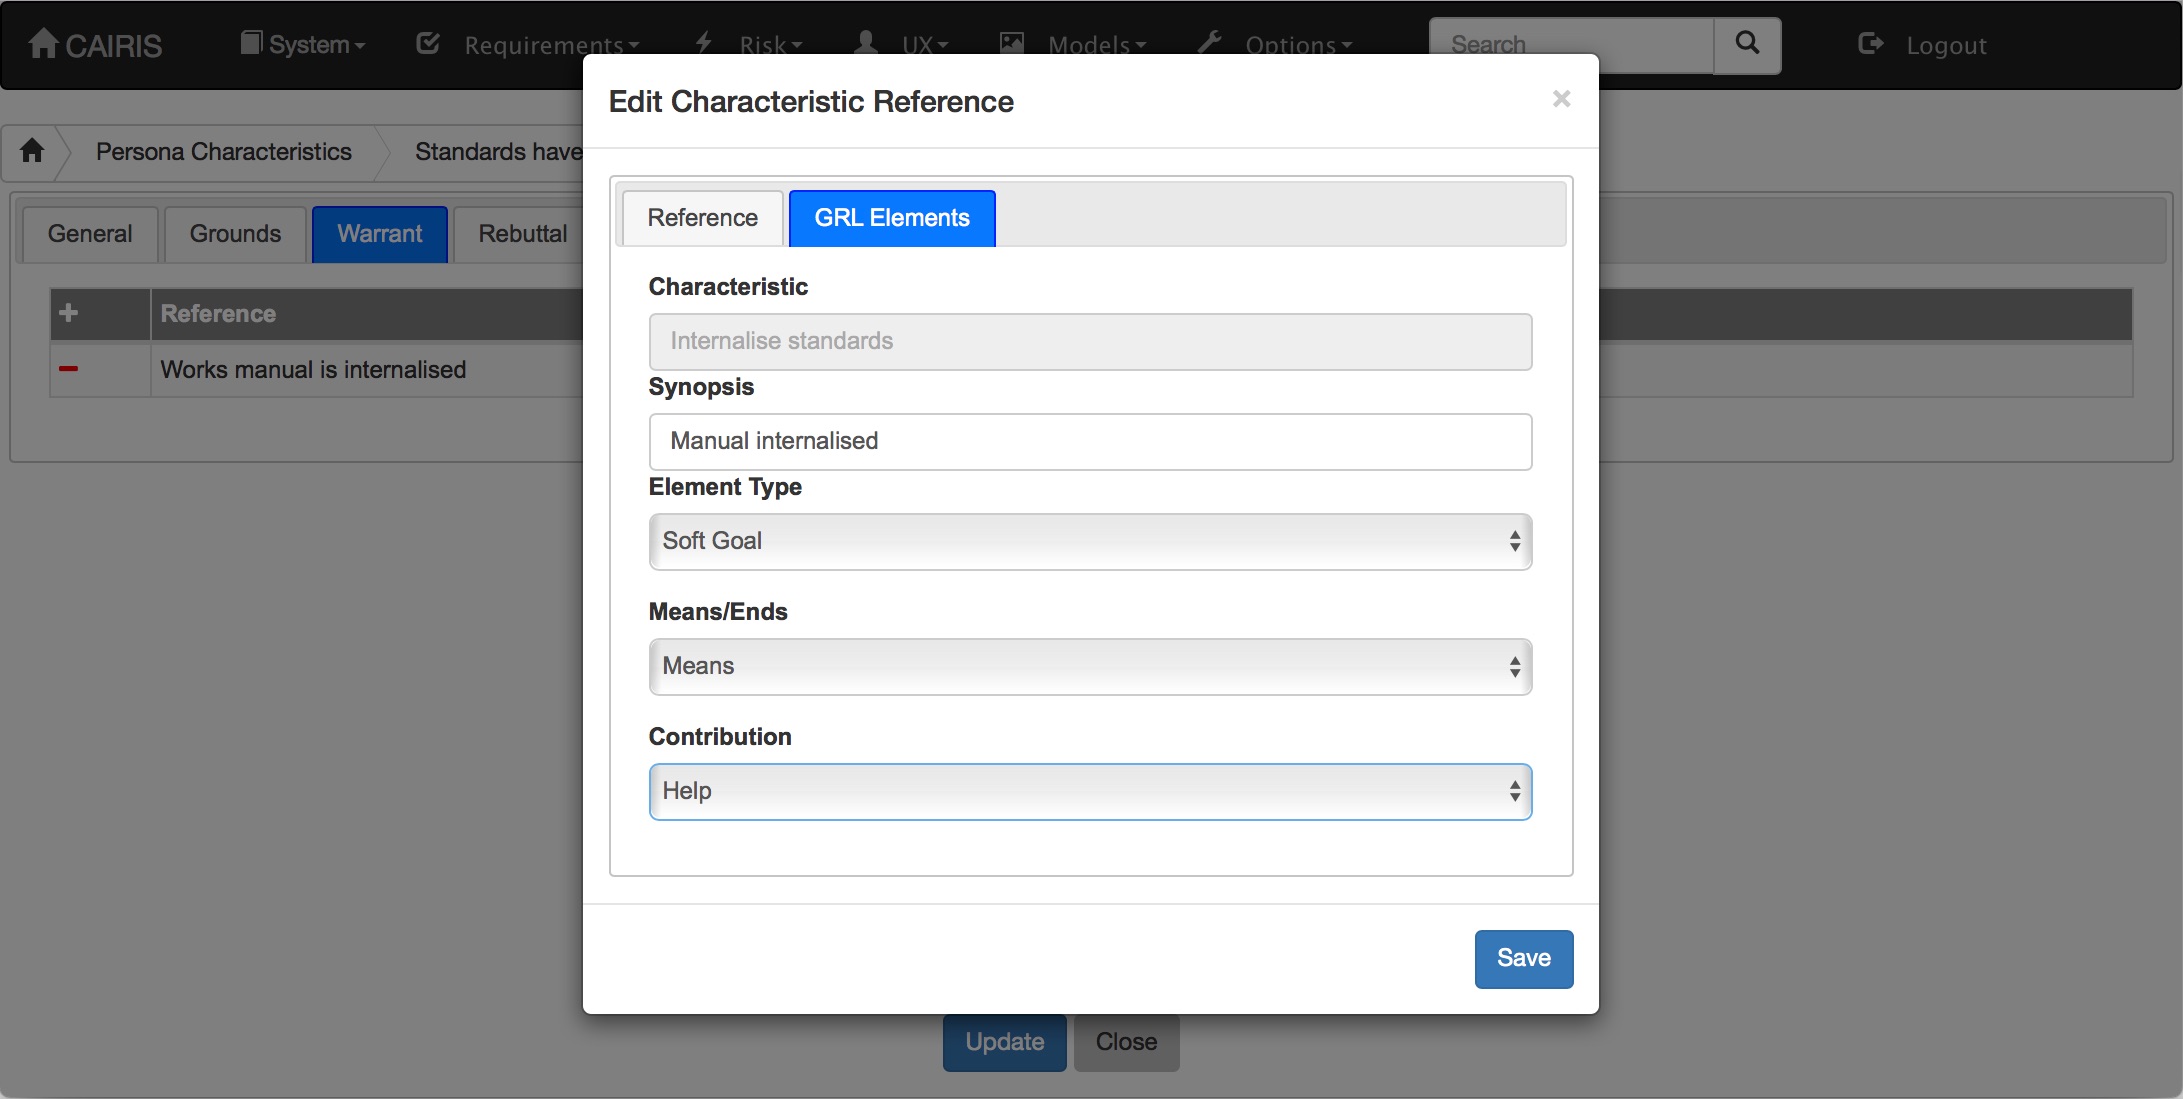 CAIRIS System Requirements Risk UX Models Options Search Logout
Edit Characteristic Reference ×
Persona Characteristics Standards have
General Grounds Warrant Rebuttal
Reference GRL Elements
Reference
Works manual is internalised
Characteristic
Internalise standards
Synopsis
Manual internalised
Element Type
Soft Goal
Means/Ends
Means
Contribution
Help
Save
Update Close